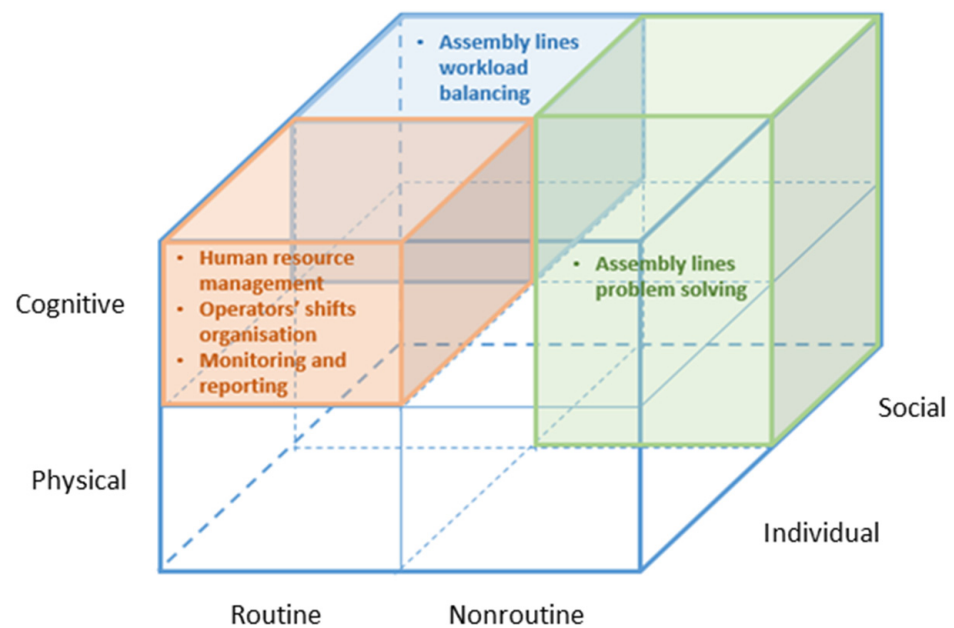 • Assembly lines
workload
balancing
• Human resource
management
• Operators' shifts
organisation
• Monitoring and
reporting
• Assembly lines
problem solving
Cognitive
Physical
Social
Individual
Routine
Nonroutine